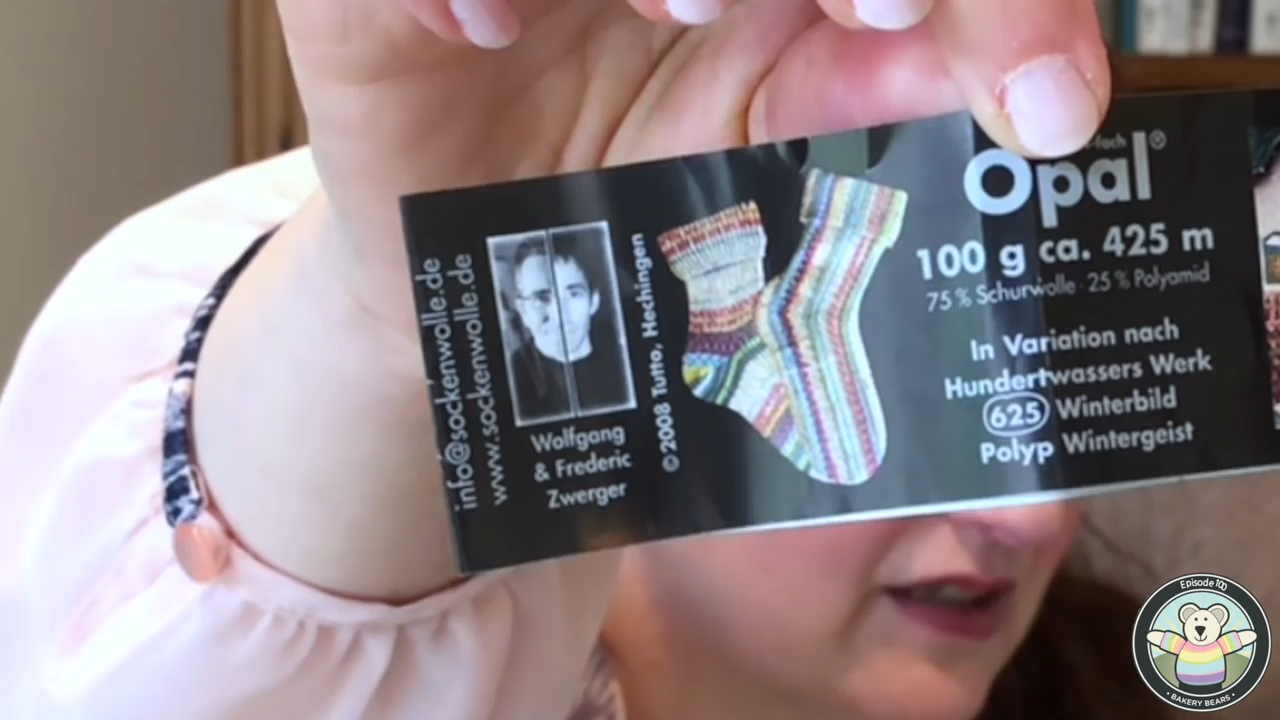 info@sockenwolle.de
www.sockenwolle.de
Wolfgang
& Frederic
Zwerger
©2008 Tutto, Hechingen
Opal®
100 g ca. 425 m
75 % Schurwolle · 25 % Polyamid
In Variation nach
Hundertwassers Werk
625 Winterbild
Polyp Wintergeist
Episode 100
· BAKERY BEARS ·